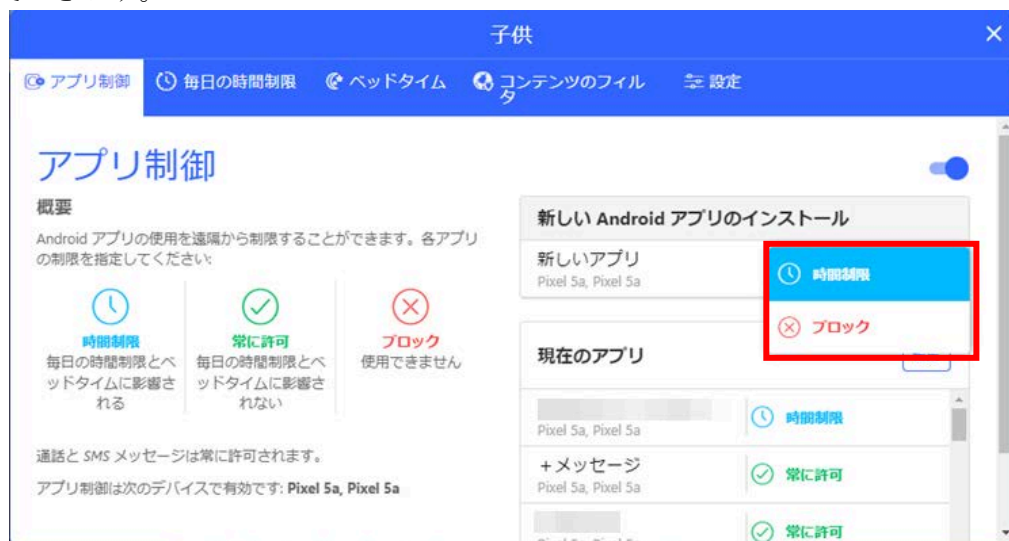 子供
アプリ制御
毎日の時間制限
ベッドタイム
コンテンツのフィル
タ
設定
アプリ制御
概要
Android アプリの使用を遠隔から制限することができます。各アプリ
の制限を指定してください:
時間制限
毎日の時間制限とベ
ッドタイムに影響さ
れる
常に許可
毎日の時間制限とベ
ッドタイムに影響さ
れない
ブロック
使用できません
通話と SMS メッセージは常に許可されます。
アプリ制御は次のデバイスで有効です: Pixel 5a, Pixel 5a
新しい Android アプリのインストール
新しいアプリ
Pixel 5a, Pixel 5a
時間制限
ブロック
現在のアプリ
Pixel 5a, Pixel 5a
時間制限
+メッセージ
Pixel 5a, Pixel 5a
常に許可
常に許可